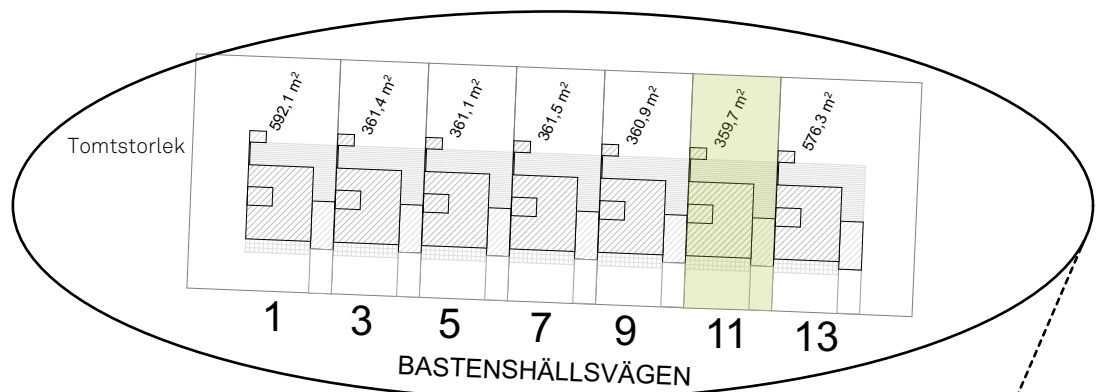 592,1 m²
361,4 m²
361,1 m²
361,5 m²
360,9 m²
359,7 m²
576,3 m²
Tomtstorlek
1 3 5 7 9 11 13
BASTENSHÄLLSVÄGEN